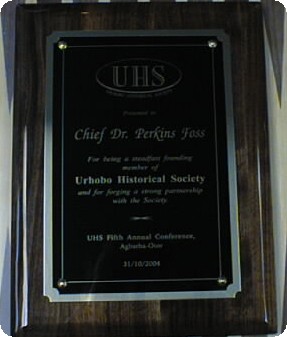 UHS
Presented to
Chief Dr. Perkins Foss
For being a steadfast founding
member of
Urhobo Historical Society
and for forging a strong partnership
with the Society
UHS Fifth Annual Conference,
Agbarha-Otor
31/10/2004